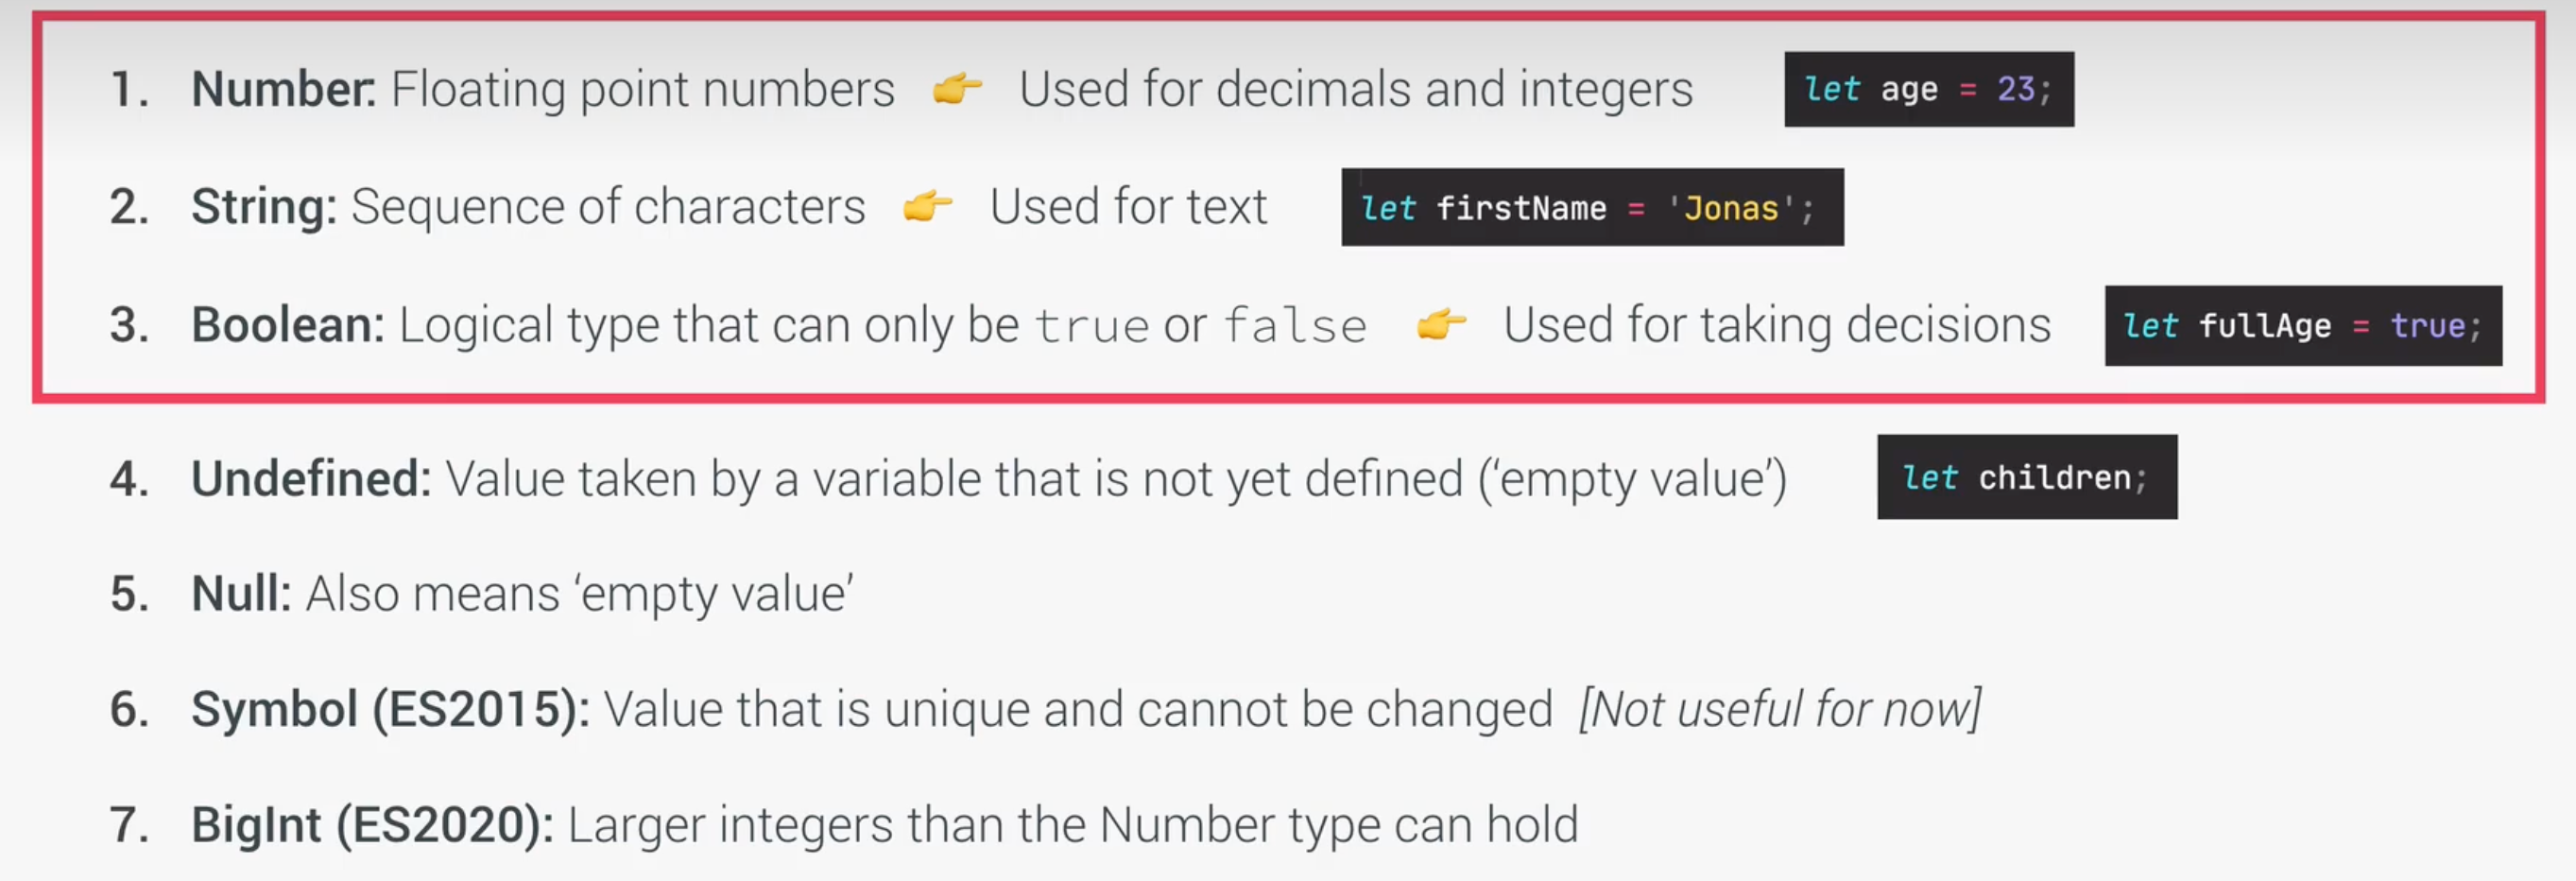 1. Number: Floating point numbers 👉 Used for decimals and integers let age = 23;
2. String: Sequence of characters 👉 Used for text let firstName = 'Jonas';
3. Boolean: Logical type that can only be true or false 👉 Used for taking decisions let fullAge = true;
4. Undefined: Value taken by a variable that is not yet defined (‘empty value’) let children;
5. Null: Also means ‘empty value’
6. Symbol (ES2015): Value that is unique and cannot be changed [Not useful for now]
7. BigInt (ES2020): Larger integers than the Number type can hold